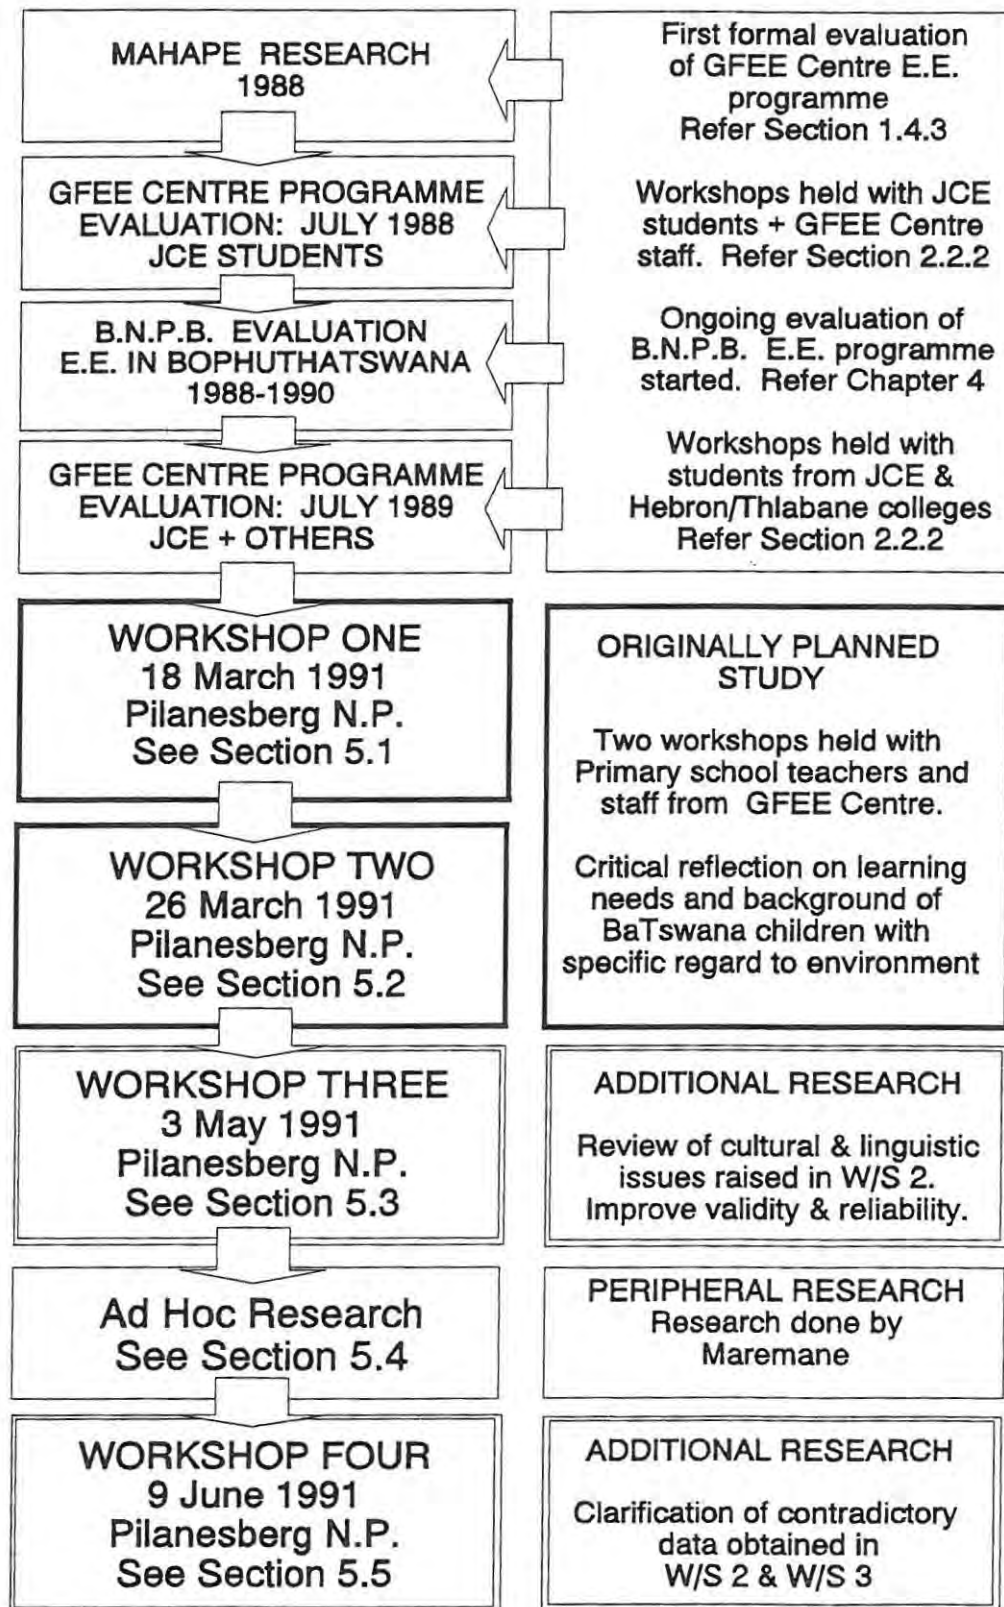 MAHAPE RESEARCH
1988
First formal evaluation
of GFEE Centre E.E.
programme
Refer Section 1.4.3
GFEE CENTRE PROGRAMME
EVALUATION: JULY 1988
JCE STUDENTS
Workshops held with JCE
students + GFEE Centre
staff. Refer Section 2.2.2
B.N.P.B. EVALUATION
E.E. IN BOPHUTHATSWANA
1988-1990
Ongoing evaluation of
B.N.P.B. E.E. programme
started. Refer Chapter 4
GFEE CENTRE PROGRAMME
EVALUATION: JULY 1989
JCE + OTHERS
Workshops held with
students from JCE &
Hebron/Thlabane colleges
Refer Section 2.2.2
WORKSHOP ONE
18 March 1991
Pilanesberg N.P.
See Section 5.1
WORKSHOP TWO
26 March 1991
Pilanesberg N.P.
See Section 5.2
ORIGINALLY PLANNED
STUDY
Two workshops held with
Primary school teachers and
staff from GFEE Centre.
Critical reflection on learning
needs and background of
BaTswana children with
specific regard to environment
WORKSHOP THREE
3 May 1991
Pilanesberg N.P.
See Section 5.3
ADDITIONAL RESEARCH
Review of cultural & linguistic
issues raised in W/S 2.
Improve validity & reliability.
Ad Hoc Research
See Section 5.4
PERIPHERAL RESEARCH
Research done by
Maremane
WORKSHOP FOUR
9 June 1991
Pilanesberg N.P.
See Section 5.5
ADDITIONAL RESEARCH
Clarification of contradictory
data obtained in
W/S 2 & W/S 3